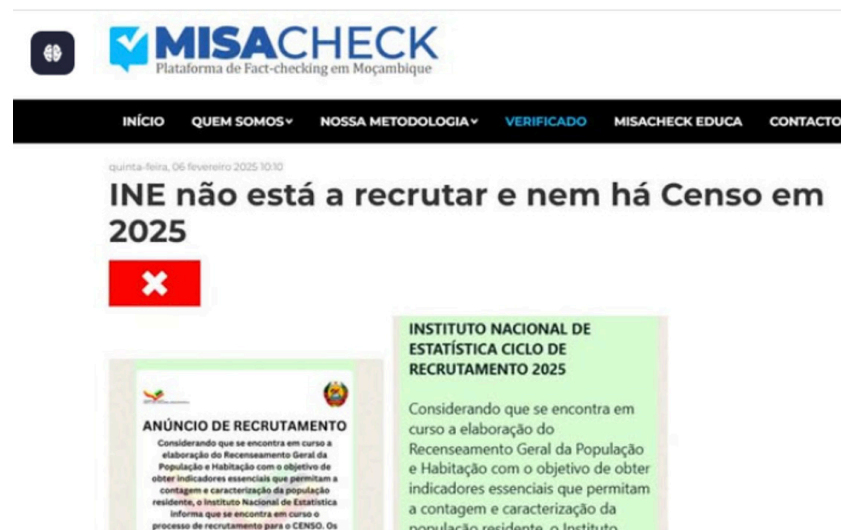 MISACHECK
Plataforma de Fact-checking em Moçambique
INÍCIO QUEM SOMOS NOSSA METODOLOGIA VERIFICADO MISACHECK EDUCA CONTACTO
quinta-feira, 06 fevereiro 2025 10:10
INE não está a recrutar e nem há Censo em
2025
ANÚNCIO DE RECRUTAMENTO
Considerando que se encontra em curso a
elaboração do Recenseamento Geral da
População e Habitação com o objetivo de
obter indicadores essenciais que permitam a
contagem e caracterização da população
residente, o Instituto Nacional de Estatística
informa que se encontra em curso o
processo de recrutamento para o CENSO. Os
INSTITUTO NACIONAL DE
ESTATÍSTICA CICLO DE
RECRUTAMENTO 2025
Considerando que se encontra em
curso a elaboração do
Recenseamento Geral da População
e Habitação com o objetivo de obter
indicadores essenciais que permitam
a contagem e caracterização da
população residente, o Instituto